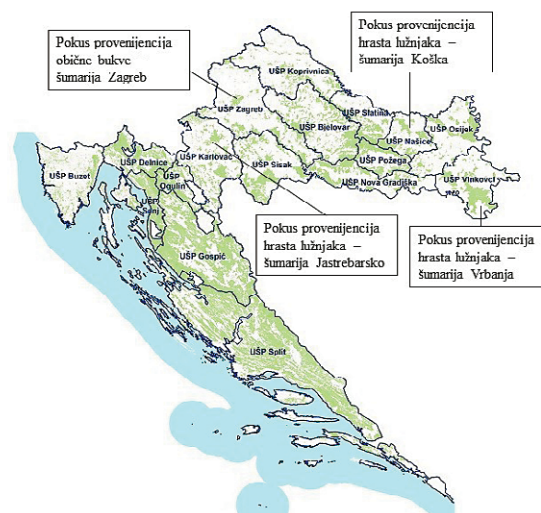 Pokus provenijencija
obične bukve
šumarija Zagreb
Pokus provenijencija
hrasta lužnjaka –
šumarija Koška
UŠP Koprivnica
UŠP Zagreb
UŠP Bjelovar
UŠP Slatina
UŠP Našice
UŠP Osijek
UŠP Buzet
UŠP Delnice
UŠP Karlovac
UŠP Sisak
UŠP Požega
UŠP Ogulin
UŠP Nova Gradiška
UŠP Vinkovci
UŠP Senj
UŠP Gospić
Pokus provenijencija
hrasta lužnjaka –
šumarija Jastrebarsko
Pokus provenijencija
hrasta lužnjaka –
šumarija Vrbanja
UŠP Split